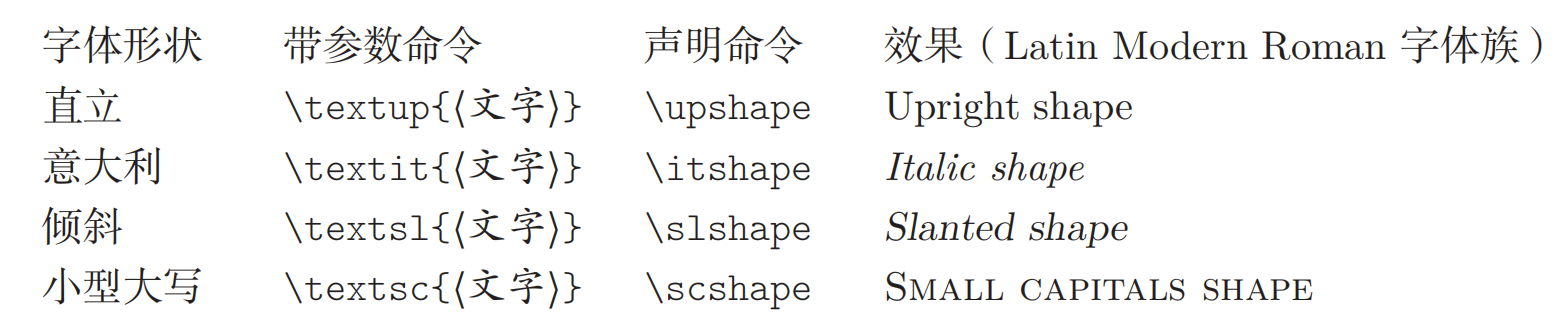 字体形状 带参数命令 声明命令 效果（Latin Modern Roman 字体族）
直立 \textup{⟨文字⟩} \upshape Upright shape
意大利 \textit{⟨文字⟩} \itshape Italic shape
倾斜 \textsl{⟨文字⟩} \slshape Slanted shape
小型大写 \textsc{⟨文字⟩} \scshape SMALL CAPITALS SHAPE